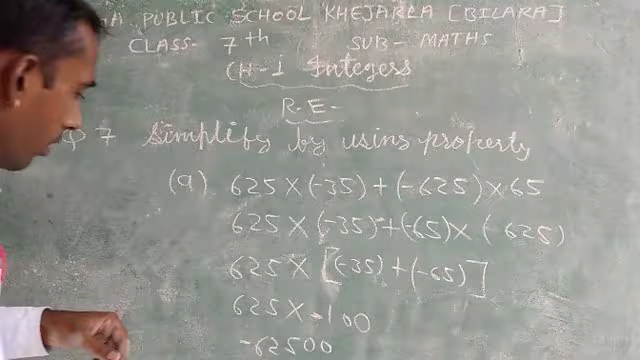 A PUBLIC SCHOOL KHEJARLA [BILARA]
CLASS- 7th SUB- MATHS
CH-1 Integers
R.E-
Q 7 Simplify by using property
(a) 625 X (-35) + (-625) X 65
625 X (-35) + (-65) X ( 625)
625 X [(-35) + (-65)]
625 X -100
-62500